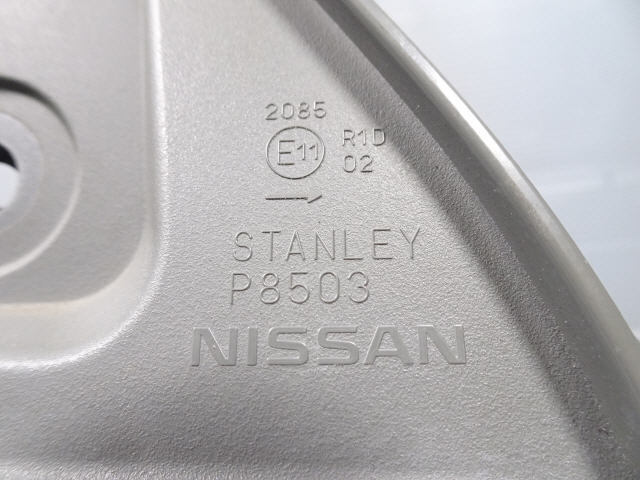 2085
E11 R1D
02
→
STANLEY
P8503
NISSAN